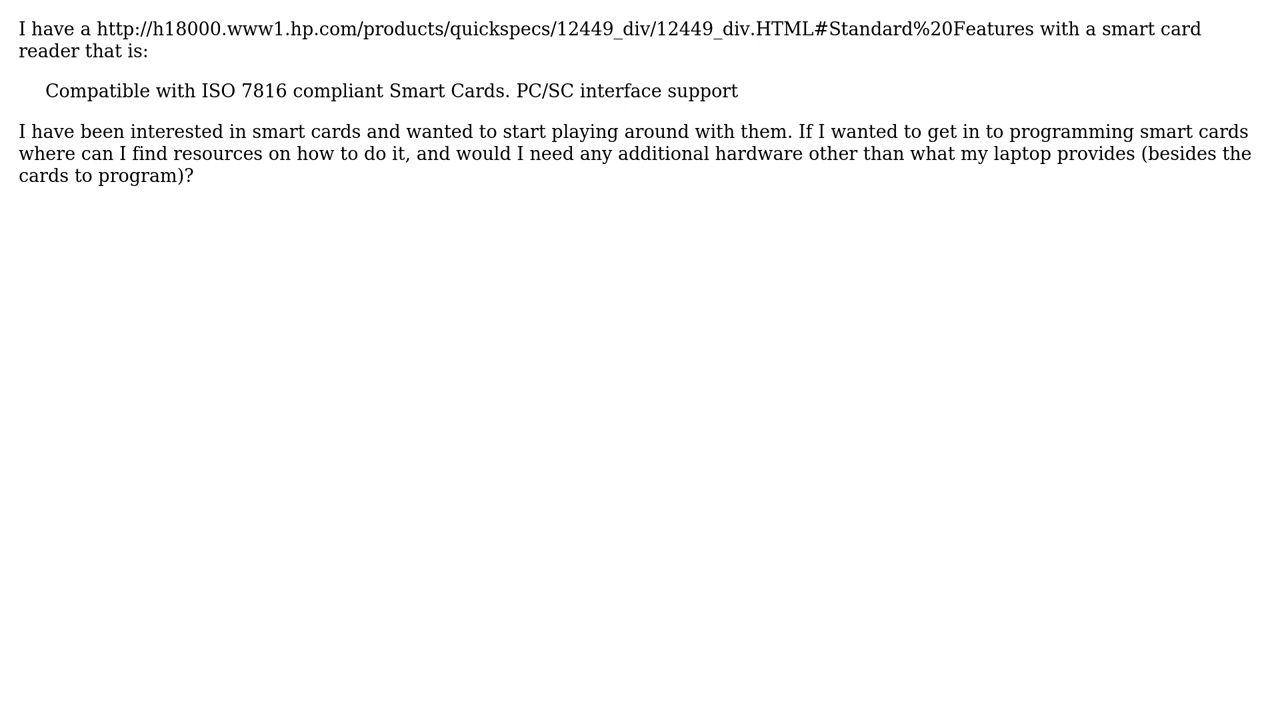 I have a http://h18000.www1.hp.com/products/quickspecs/12449_div/12449_div.HTML#Standard%20Features with a smart card
reader that is:
Compatible with ISO 7816 compliant Smart Cards. PC/SC interface support
I have been interested in smart cards and wanted to start playing around with them. If I wanted to get in to programming smart cards
where can I find resources on how to do it, and would I need any additional hardware other than what my laptop provides (besides the
cards to program)?